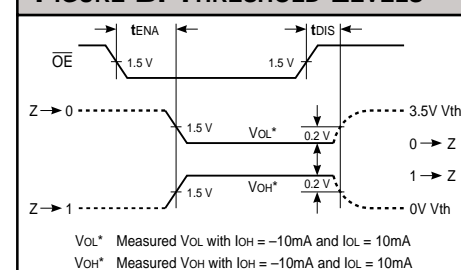 FIGURE B. THRESHOLD LEVELS
tENA tDIS
OE 1.5 V 1.5 V
Z 0 3.5V Vth
1.5 V VOL* 0.2 V
0 Z
1 Z
1.5 V VOH* 0.2 V
Z 1 0V Vth
VOL* Measured VOL with IOH = –10mA and IOL = 10mA
VOH* Measured VOH with IOH = –10mA and IOL = 10mA